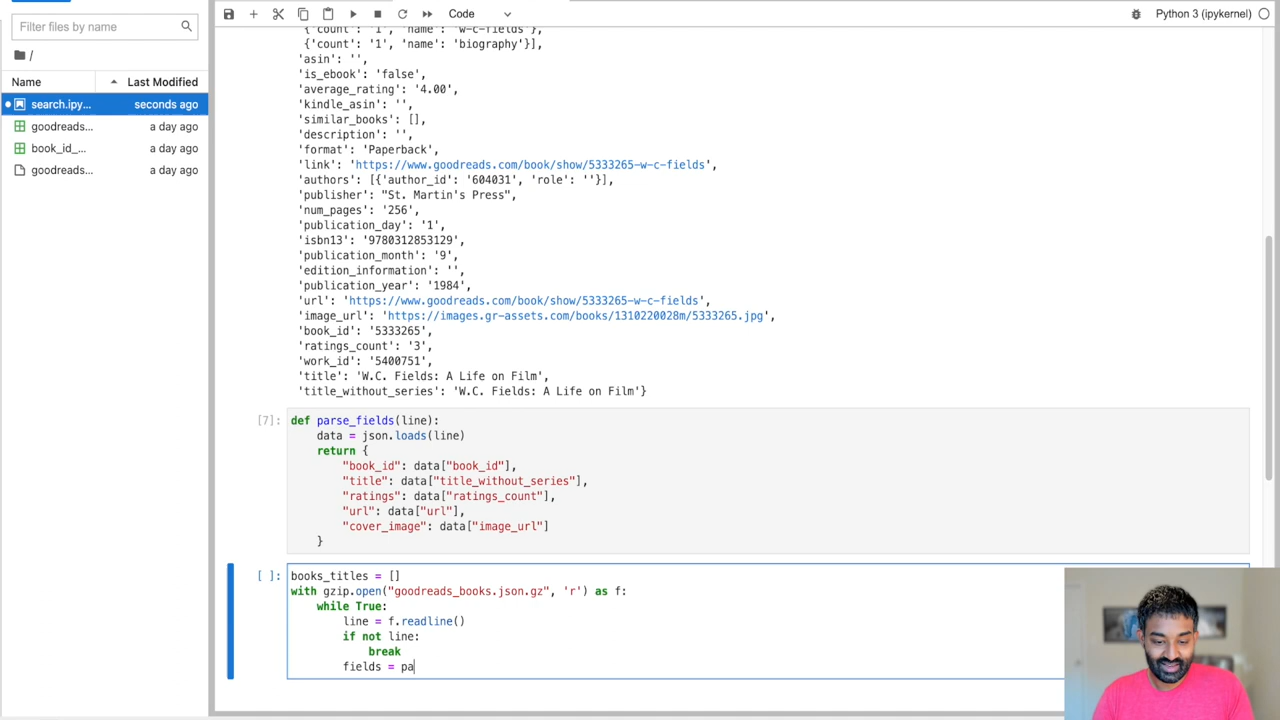 Filter files by name
/
Name Last Modified
search.ipy... seconds ago
goodreads... a day ago
book_id_... a day ago
goodreads... a day ago
Code
Python 3 (ipykernel)
{'count': '1', 'name': 'w-c-fields'},
{'count': '1', 'name': 'biography'}],
'asin': '',
'is_ebook': 'false',
'average_rating': '4.00',
'kindle_asin': '',
'similar_books': [],
'description': '',
'format': 'Paperback',
'link': 'https://www.goodreads.com/book/show/5333265-w-c-fields',
'authors': [{'author_id': '604031', 'role': ''}],
'publisher': "St. Martin's Press",
'num_pages': '256',
'publication_day': '1',
'isbn13': '9780312853129',
'publication_month': '9',
'edition_information': '',
'publication_year': '1984',
'url': 'https://www.goodreads.com/book/show/5333265-w-c-fields',
'image_url': 'https://images.gr-assets.com/books/1310220028m/5333265.jpg',
'book_id': '5333265',
'ratings_count': '3',
'work_id': '5400751',
'title': 'W.C. Fields: A Life on Film',
'title_without_series': 'W.C. Fields: A Life on Film'}
[7]: def parse_fields(line):
data = json.loads(line)
return {
"book_id": data["book_id"],
"title": data["title_without_series"],
"ratings": data["ratings_count"],
"url": data["url"],
"cover_image": data["image_url"]
}
[ ]: books_titles = []
with gzip.open("goodreads_books.json.gz", 'r') as f:
while True:
line = f.readline()
if not line:
break
fields = pa